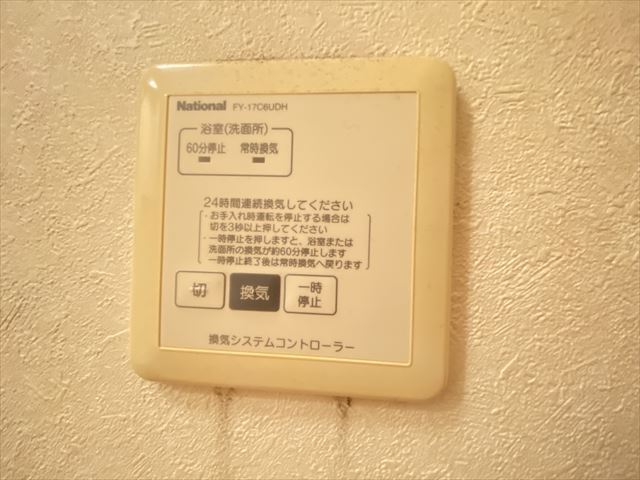 National FY-17C6UDH
浴室(洗面所)
60分停止 常時換気
24時間連続換気してください
・お手入れ時運転を停止する場合は
切を3秒以上押してください
・一時停止を押しますと、浴室または
洗面所の換気が約60分停止します
一時停止終了後は常時換気へ戻ります
切 換気 一時
停止
換気システムコントローラー